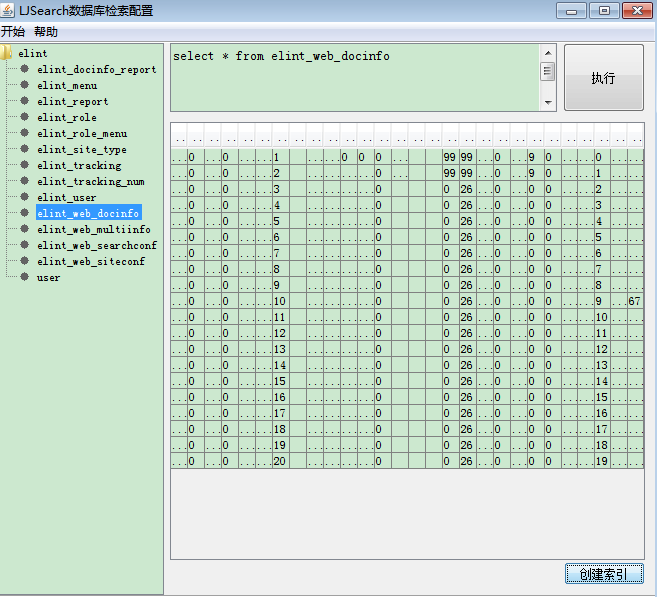 LJSearch数据库检索配置
开始 帮助
elint
elint_docinfo_report
elint_menu
elint_report
elint_role
elint_role_menu
elint_site_type
elint_tracking
elint_tracking_num
elint_user
elint_web_docinfo
elint_web_multiinfo
elint_web_searchconf
elint_web_siteconf
user
select * from elint_web_docinfo
执行
.. .. .. .. .. .. .. .. .. .. .. .. .. .. .. .. .. .. .. .. .. .. .. .. .. .. .. ..
...0 ...0 ... ...1 ... ...0 0 0 ... 99 99 ...0 ...9 0 ... ...0 ... ...
...0 ...0 ... ...2 ... ... ... ...0 ... 99 99 ...0 ...9 0 ... ...1 ... ...
...0 ...0 ... ...3 ... ... ... ...0 0 26 ...0 ...0 0 ... ...2 ... ...
...0 ...0 ... ...4 ... ... ... ...0 0 26 ...0 ...0 0 ... ...3 ... ...
...0 ...0 ... ...5 ... ... ... ...0 0 26 ...0 ...0 0 ... ...4 ... ...
...0 ...0 ... ...6 ... ... ... ...0 0 26 ...0 ...0 0 ... ...5 ... ...
...0 ...0 ... ...7 ... ... ... ...0 0 26 ...0 ...0 0 ... ...6 ... ...
...0 ...0 ... ...8 ... ... ... ...0 0 26 ...0 ...0 0 ... ...7 ... ...
...0 ...0 ... ...9 ... ... ... ...0 0 26 ...0 ...0 0 ... ...8 ... ...
...0 ...0 ... ...10 ... ... ... ...0 0 26 ...0 ...0 0 ... ...9 ...67
...0 ...0 ... ...11 ... ... ... ...0 0 26 ...0 ...0 0 ... ...10 ... ...
...0 ...0 ... ...12 ... ... ... ...0 0 26 ...0 ...0 0 ... ...11 ... ...
...0 ...0 ... ...13 ... ... ... ...0 0 26 ...0 ...0 0 ... ...12 ... ...
...0 ...0 ... ...14 ... ... ... ...0 0 26 ...0 ...0 0 ... ...13 ... ...
...0 ...0 ... ...15 ... ... ... ...0 0 26 ...0 ...0 0 ... ...14 ... ...
...0 ...0 ... ...16 ... ... ... ...0 0 26 ...0 ...0 0 ... ...15 ... ...
...0 ...0 ... ...17 ... ... ... ...0 0 26 ...0 ...0 0 ... ...16 ... ...
...0 ...0 ... ...18 ... ... ... ...0 0 26 ...0 ...0 0 ... ...17 ... ...
...0 ...0 ... ...19 ... ... ... ...0 0 26 ...0 ...0 0 ... ...18 ... ...
...0 ...0 ... ...20 ... ... ... ...0 0 26 ...0 ...0 0 ... ...19 ... ...
创建索引